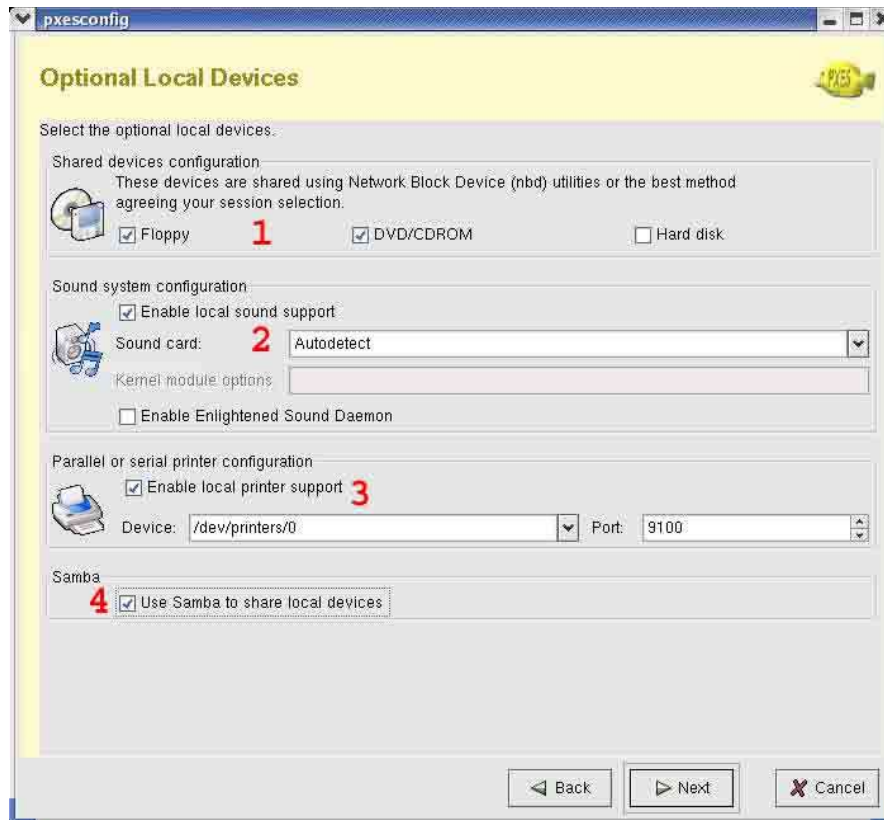 pxesconfig
Optional Local Devices
PXES
Select the optional local devices.
Shared devices configuration
These devices are shared using Network Block Device (nbd) utilities or the best method
agreeing your session selection.
Floppy 1 DVD/CDROM Hard disk
Sound system configuration
Enable local sound support
Sound card: 2 Autodetect
Kernel module options
Enable Enlightened Sound Daemon
Parallel or serial printer configuration
Enable local printer support 3
Device: /dev/printers/0 Port: 9100
Samba
4 Use Samba to share local devices
Back Next Cancel